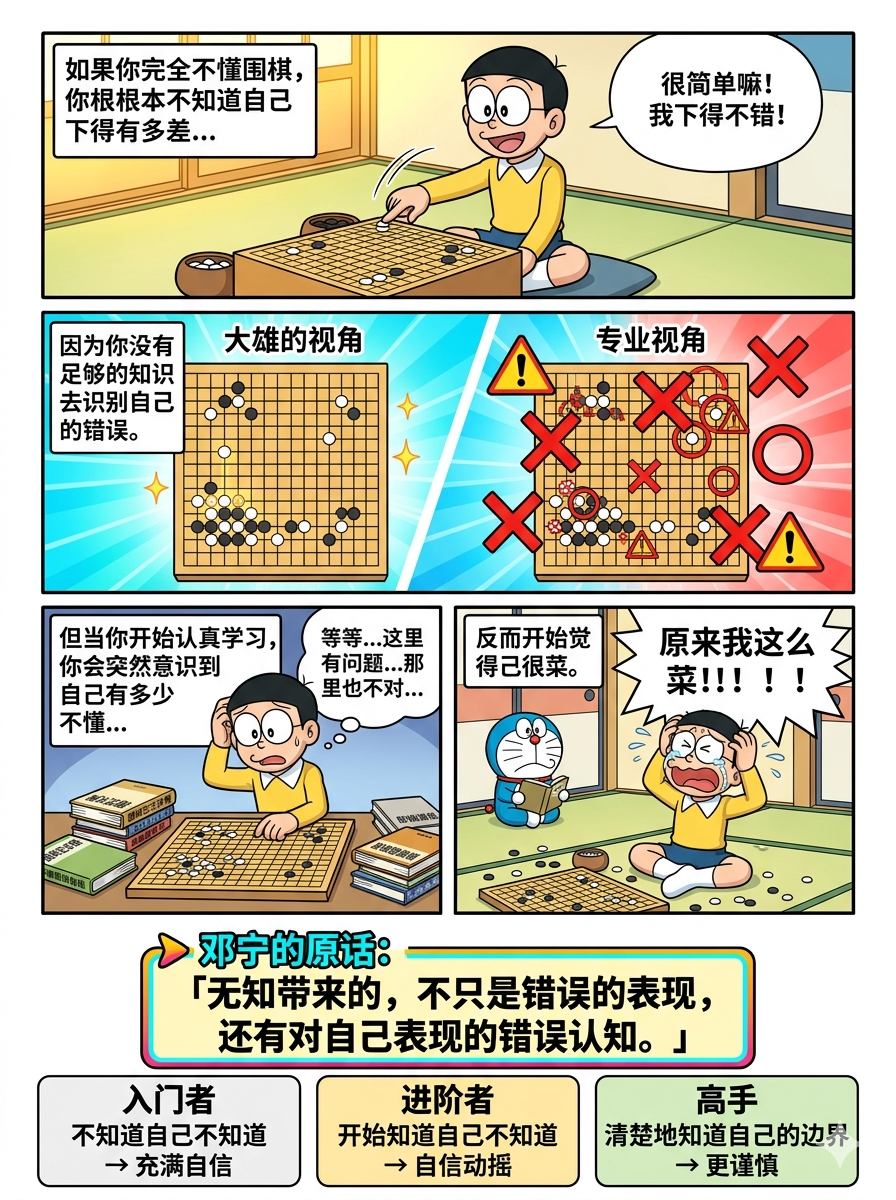 如果你完全不懂围棋，
你根根本不知道自己
下得有多差...
很简单嘛！
我下得不错！
因为你没有
足够的知识
去识别自己
的错误。
大雄的视角
专业视角
但当你开始认真学习，
你会突然意识到
自己有多少
不懂...
等等...这里
有问题...那
里也不对...
反而开始觉
得己很菜。
原来我这么
菜!!！！！
邓宁的原话：
「无知带来的，不只是错误的表现，
还有对自己表现的错误认知。」
入门者
不知道自己不知道
→ 充满自信
进阶者
开始知道自己不知道
→ 自信动摇
高手
清楚地知道自己的边界
→ 更谨慎